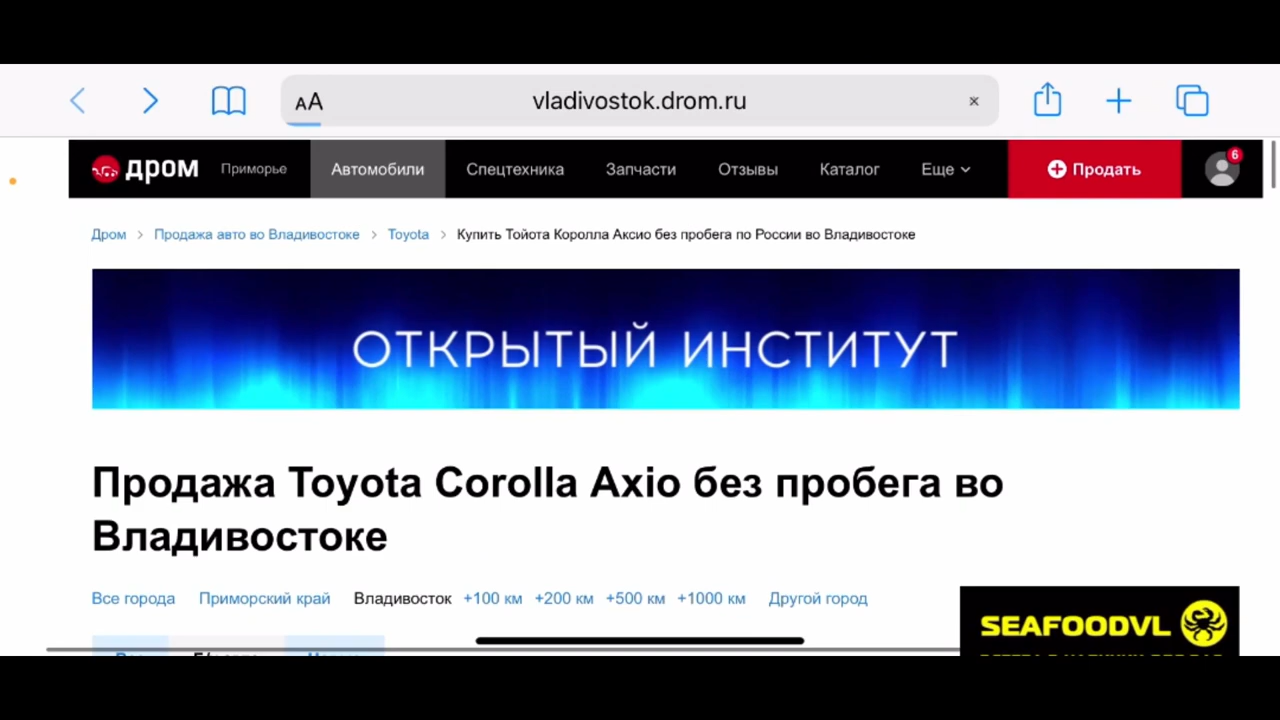 AA vladivostok.drom.ru ×
дром Приморье Автомобили Спецтехника Запчасти Отзывы Каталог Еще Продать 6
Дром > Продажа авто во Владивостоке > Toyota > Купить Тойота Королла Аксио без пробега по России во Владивостоке
ОТКРЫТЫЙ ИНСТИТУТ
Продажа Toyota Corolla Axio без пробега во
Владивостоке
Все города Приморский край Владивосток +100 км +200 км +500 км +1000 км Другой город
SEAFOODVL